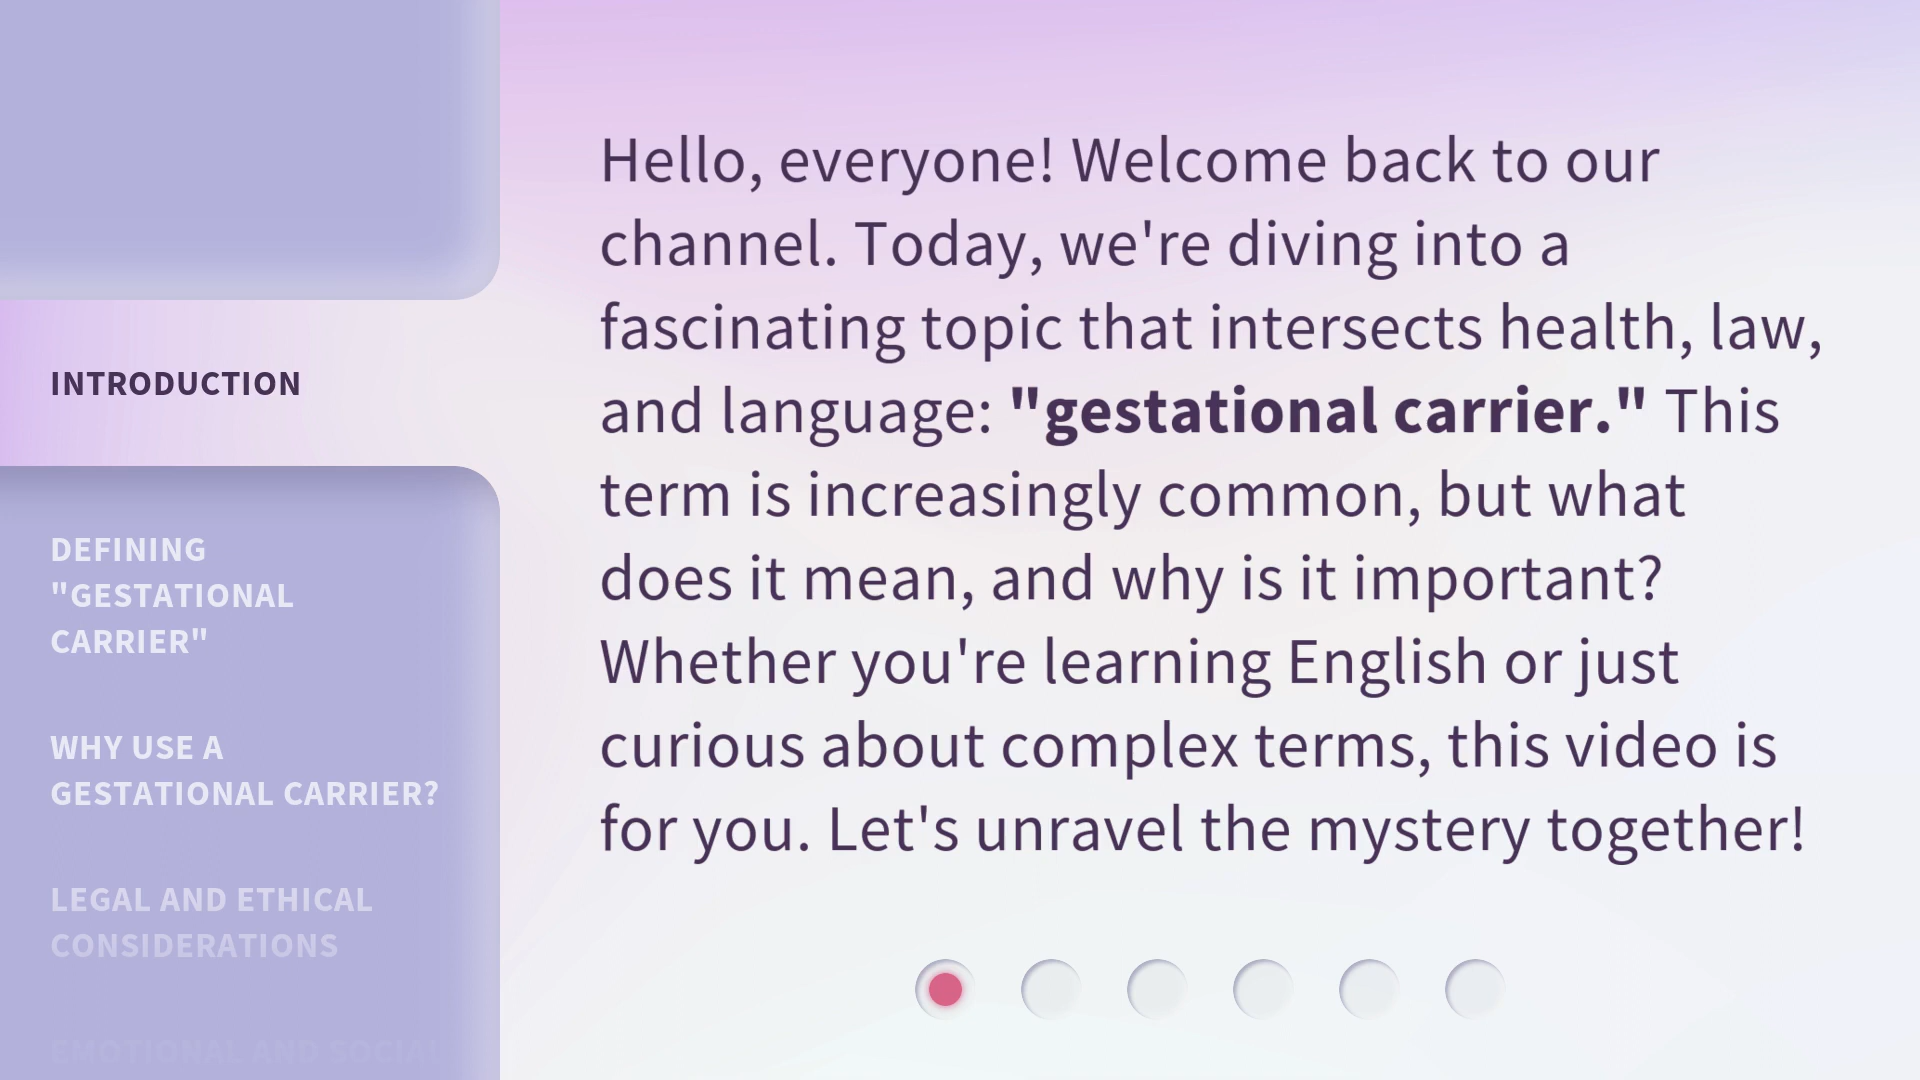 INTRODUCTION
DEFINING
"GESTATIONAL
CARRIER"
WHY USE A
GESTATIONAL CARRIER?
LEGAL AND ETHICAL
CONSIDERATIONS
EMOTIONAL AND SOCIAL
Hello, everyone! Welcome back to our
channel. Today, we're diving into a
fascinating topic that intersects health, law,
and language: "gestational carrier." This
term is increasingly common, but what
does it mean, and why is it important?
Whether you're learning English or just
curious about complex terms, this video is
for you. Let's unravel the mystery together!